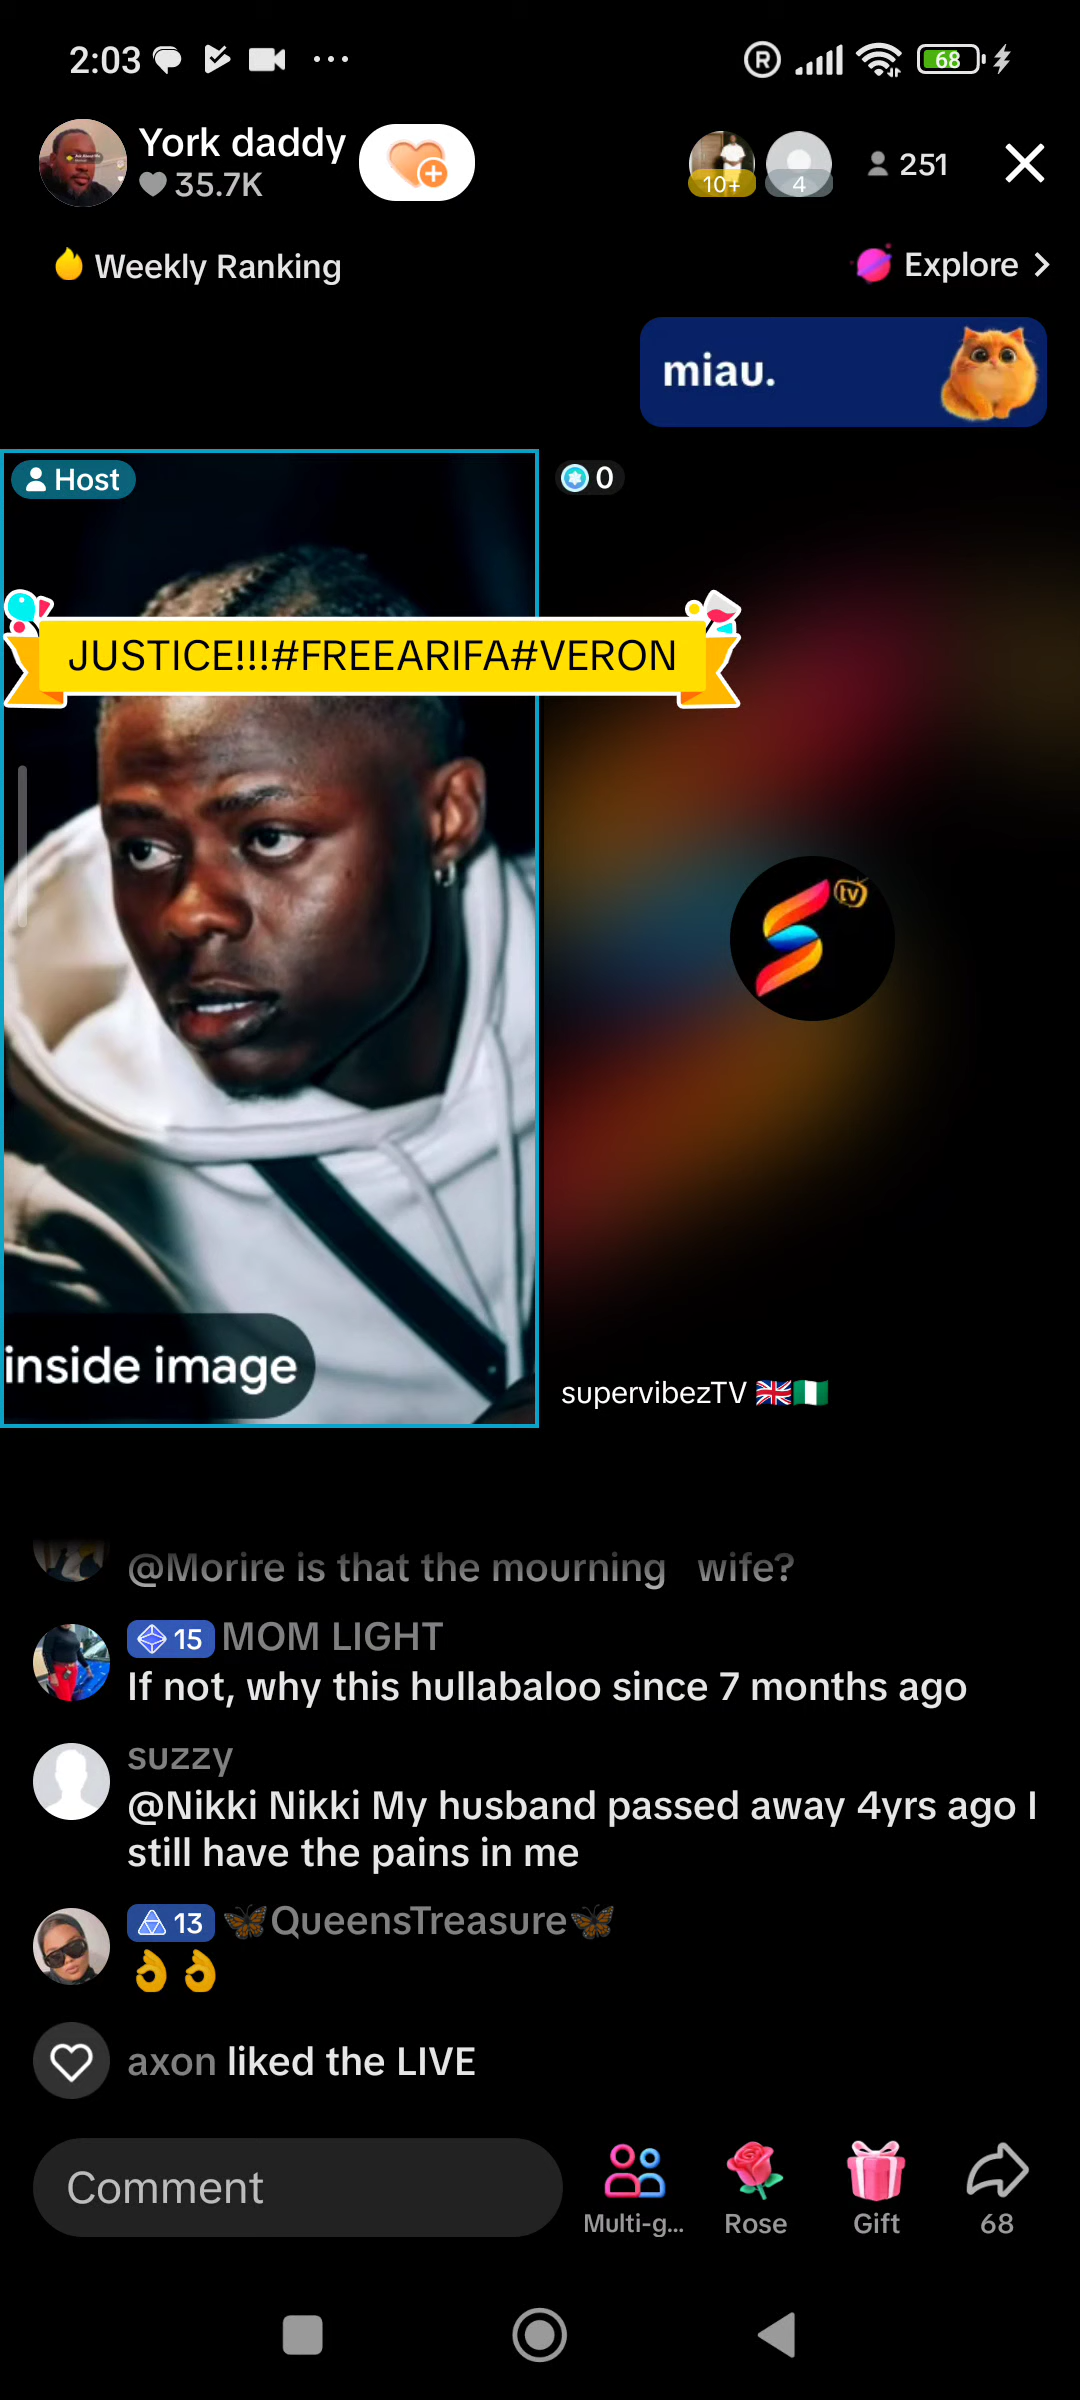 2:03
R
68
York daddy
35.7K
10+
4
251
Weekly Ranking
Explore
miau.
Host
0
tv
JUSTICE!!!#FREEARIFA#VERON
inside image
supervibezTV 🇬🇧🇳🇬
@Morire is that the mourning wife?
15 MOM LIGHT
If not, why this hullabaloo since 7 months ago
suzzy
@Nikki Nikki My husband passed away 4yrs ago I
still have the pains in me
13 🦋QueensTreasure🦋
👌👌
axon liked the LIVE
Comment
Multi-g...
Rose
Gift
68